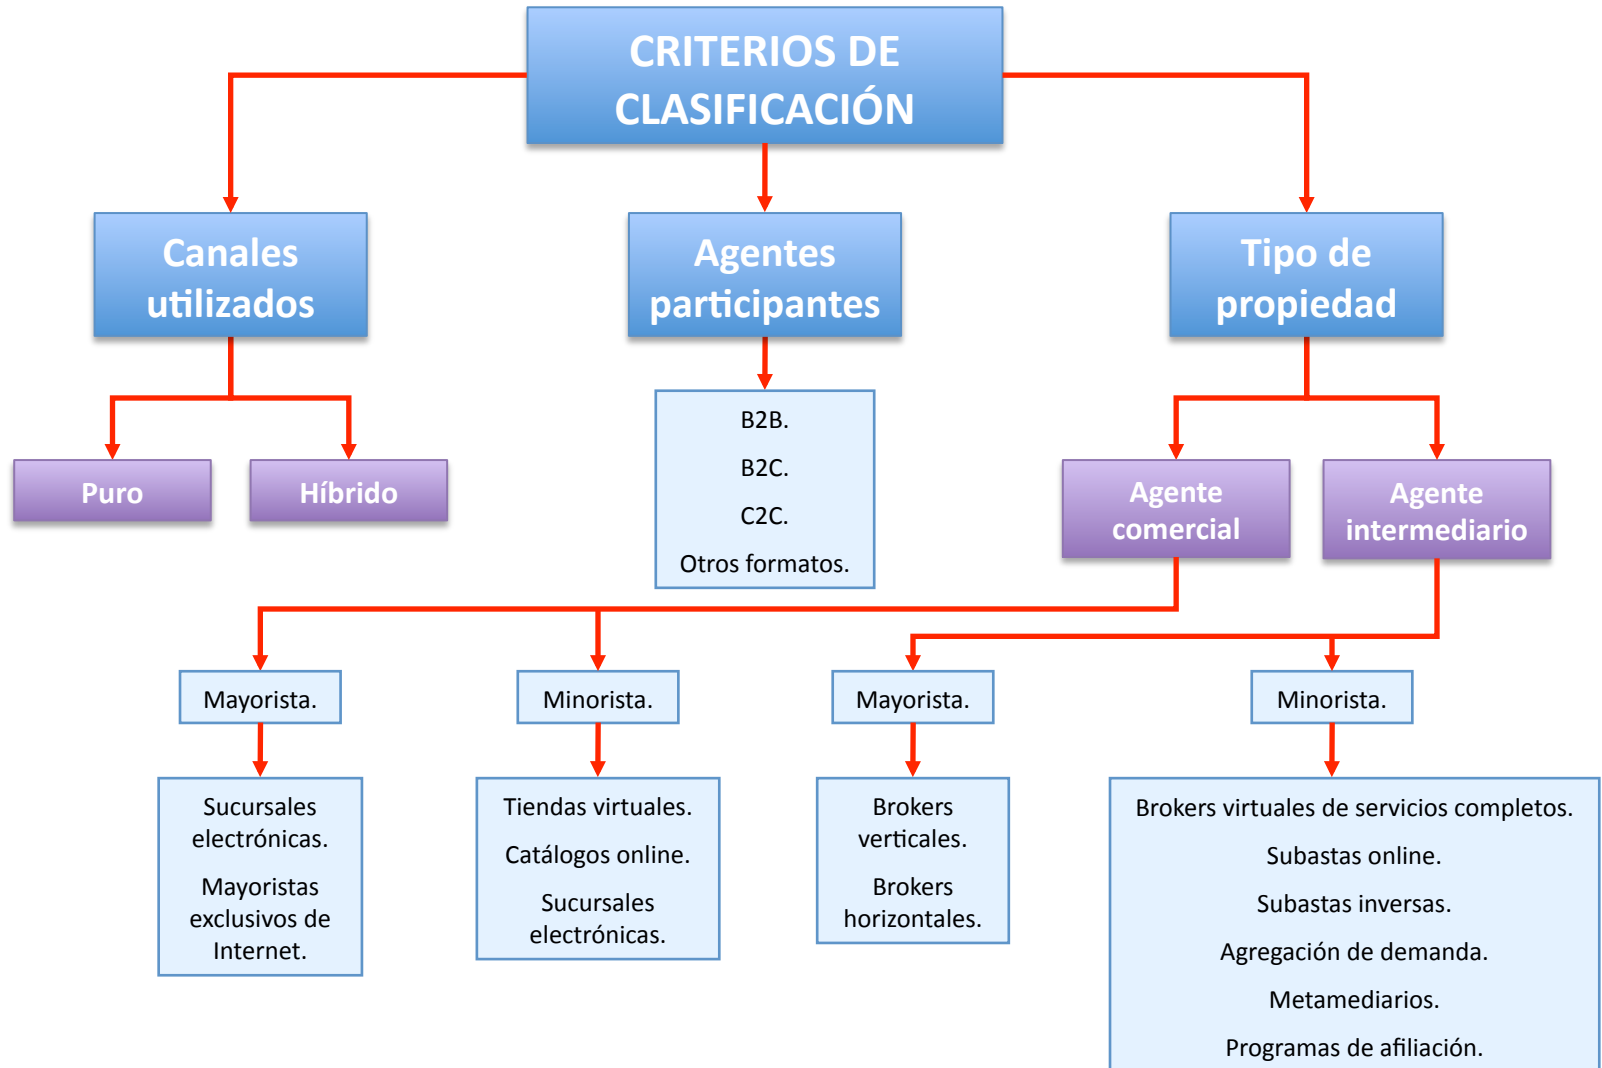 CRITERIOS DE
CLASIFICACIÓN
Canales
utilizados
Agentes
participantes
Tipo de
propiedad
Puro
Híbrido
B2B.
B2C.
C2C.
Otros formatos.
Agente
comercial
Agente
intermediario
Mayorista.
Minorista.
Mayorista.
Minorista.
Sucursales
electrónicas.
Mayoristas
exclusivos de
Internet.
Tiendas virtuales.
Catálogos online.
Sucursales
electrónicas.
Brokers
verticales.
Brokers
horizontales.
Brokers virtuales de servicios completos.
Subastas online.
Subastas inversas.
Agregación de demanda.
Metamediarios.
Programas de afiliación.